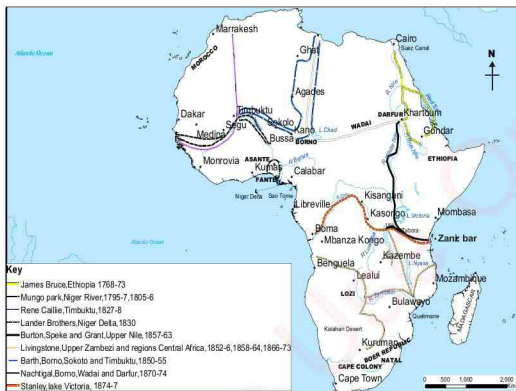 Cairo
Suez Canal
Marrakesh
MOROCCO
Atlantic Ocean
N
Ghat
R. Nile
Agades
Timbuktu
Dakar
Segu
Sokolo
Kano
Medina
Bussa
BORNO
L.Chad
WADAI
DARFUR
Khartoum
Gondar
ETHIOPIA
Monrovia
ASANTE
Kumasi
FANTE
R.Benue
Calabar
Niger Delta
Sao Tome
Libreville
Kisangani
Kasongo
L. Victoria
Mombasa
Tabora
Zanzibar
Boma
Mbanza Kongo
Atlantic Ocean
Benguela
Kazembe
L.Nyasa
Lealui
Mozambique
LOZI
Bulawayo
Quelimane
MADAGASCAR
Kalahari Desert
Kuruman
BOER REPUBLIC
NATAL
CAPE COLONY
Cape Town
Key
James Bruce,Ethiopia 1768-73
Mungo park,Niger River,1795-7,1805-6
Rene Caillie,Timbuktu,1827-8
Lander Brothers,Niger Delta,1830
Burton,Speke and Grant,Upper Nile,1857-63
Livingstone,Upper Zambezi and regions Central Africa,1852-6,1858-64,1866-73
Barth,Borno,Sokoto and Timbuktu,1850-55
Nachtigal,Borno,Wadai and Darfur,1870-74
Stanley,lake Victoria,1874-7
0 500 1,000 2,000